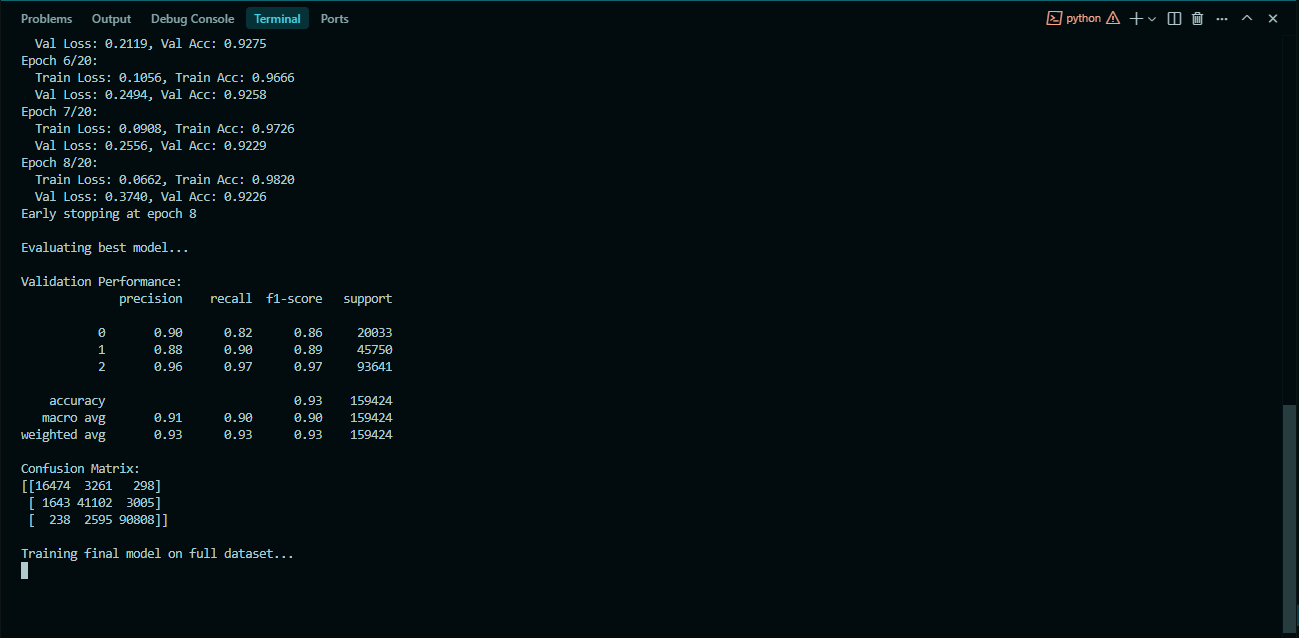 Problems Output Debug Console Terminal Ports python
Val Loss: 0.2119, Val Acc: 0.9275
Epoch 6/20:
Train Loss: 0.1056, Train Acc: 0.9666
Val Loss: 0.2494, Val Acc: 0.9258
Epoch 7/20:
Train Loss: 0.0908, Train Acc: 0.9726
Val Loss: 0.2556, Val Acc: 0.9229
Epoch 8/20:
Train Loss: 0.0662, Train Acc: 0.9820
Val Loss: 0.3740, Val Acc: 0.9226
Early stopping at epoch 8
Evaluating best model...
Validation Performance:
precision recall f1-score support
0 0.90 0.82 0.86 20033
1 0.88 0.90 0.89 45750
2 0.96 0.97 0.97 93641
accuracy 0.93 159424
macro avg 0.91 0.90 0.90 159424
weighted avg 0.93 0.93 0.93 159424
Confusion Matrix:
[[16474 3261 298]
[ 1643 41102 3005]
[ 238 2595 90808]]
Training final model on full dataset...